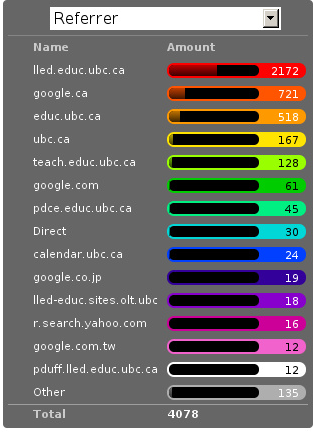 Referrer
Name Amount
lled.educ.ubc.ca 2172
google.ca 721
educ.ubc.ca 518
ubc.ca 167
teach.educ.ubc.ca 128
google.com 61
pdce.educ.ubc.ca 45
Direct 30
calendar.ubc.ca 24
google.co.jp 19
lled-educ.sites.olt.ubc 18
r.search.yahoo.com 16
google.com.tw 12
pduff.lled.educ.ubc.ca 12
Other 135
Total 4078